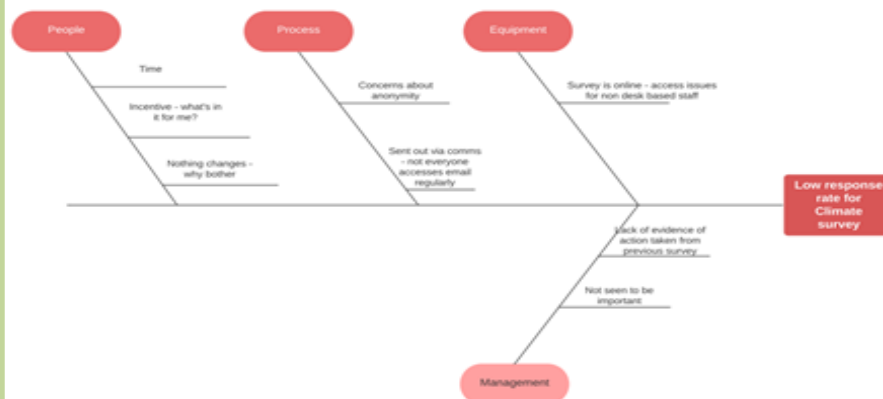 People
Process
Equipment
Time
Incentive - what's in
it for me?
Nothing changes -
why bother
Concerns about
anonymity
Sent out via comms
- not everyone
accesses email
regularly
Survey is online - access issues
for non desk based staff
Low response
rate for
Climate
survey
Lack of evidence of
action taken from
previous survey
Not seen to be
important
Management